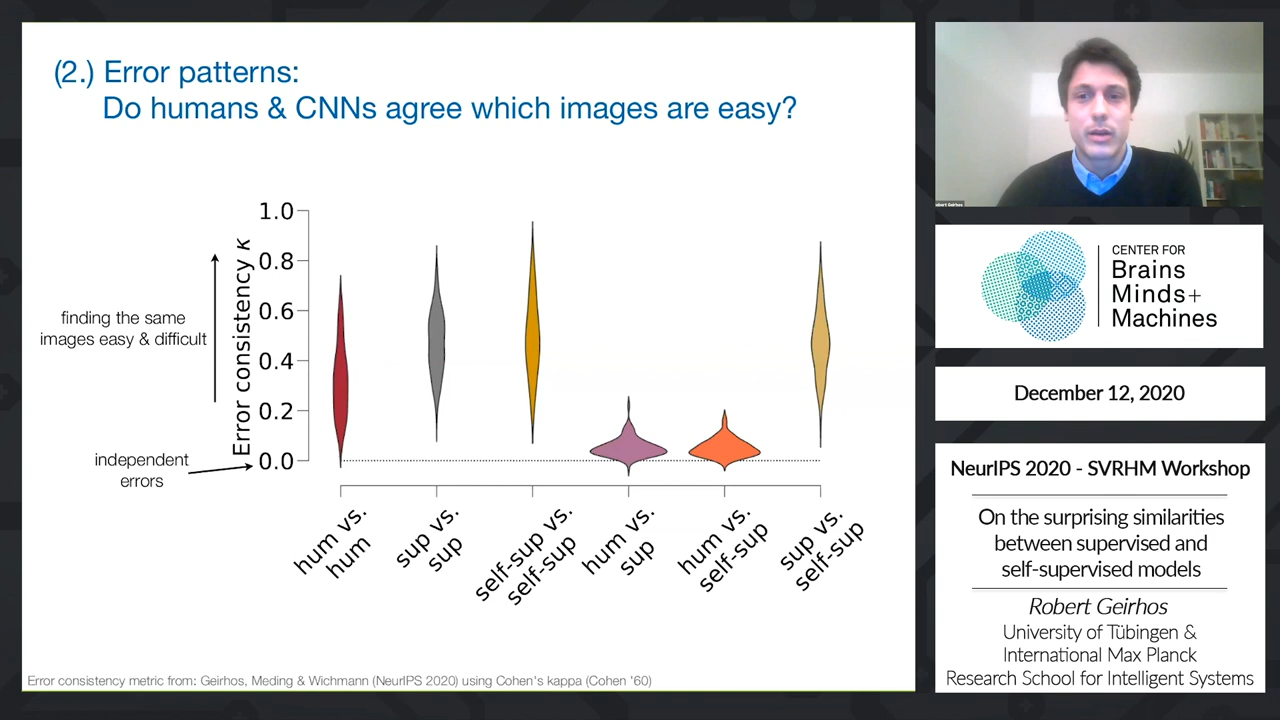 (2.) Error patterns:
Do humans & CNNs agree which images are easy?
1.0
0.8
0.6
0.4
0.2
0.0
Error consistency κ
finding the same
images easy & difficult
independent
errors
hum vs.
hum
sup vs.
sup
self-sup vs.
self-sup
hum vs.
sup
hum vs.
self-sup
sup vs.
self-sup
Error consistency metric from: Geirhos, Meding & Wichmann (NeurIPS 2020) using Cohen's kappa (Cohen '60)
Robert Geirhos
CENTER FOR
Brains
Minds+
Machines
December 12, 2020
NeurIPS 2020 - SVRHM Workshop
On the surprising similarities
between supervised and
self-supervised models
Robert Geirhos
University of Tübingen &
International Max Planck
Research School for Intelligent Systems